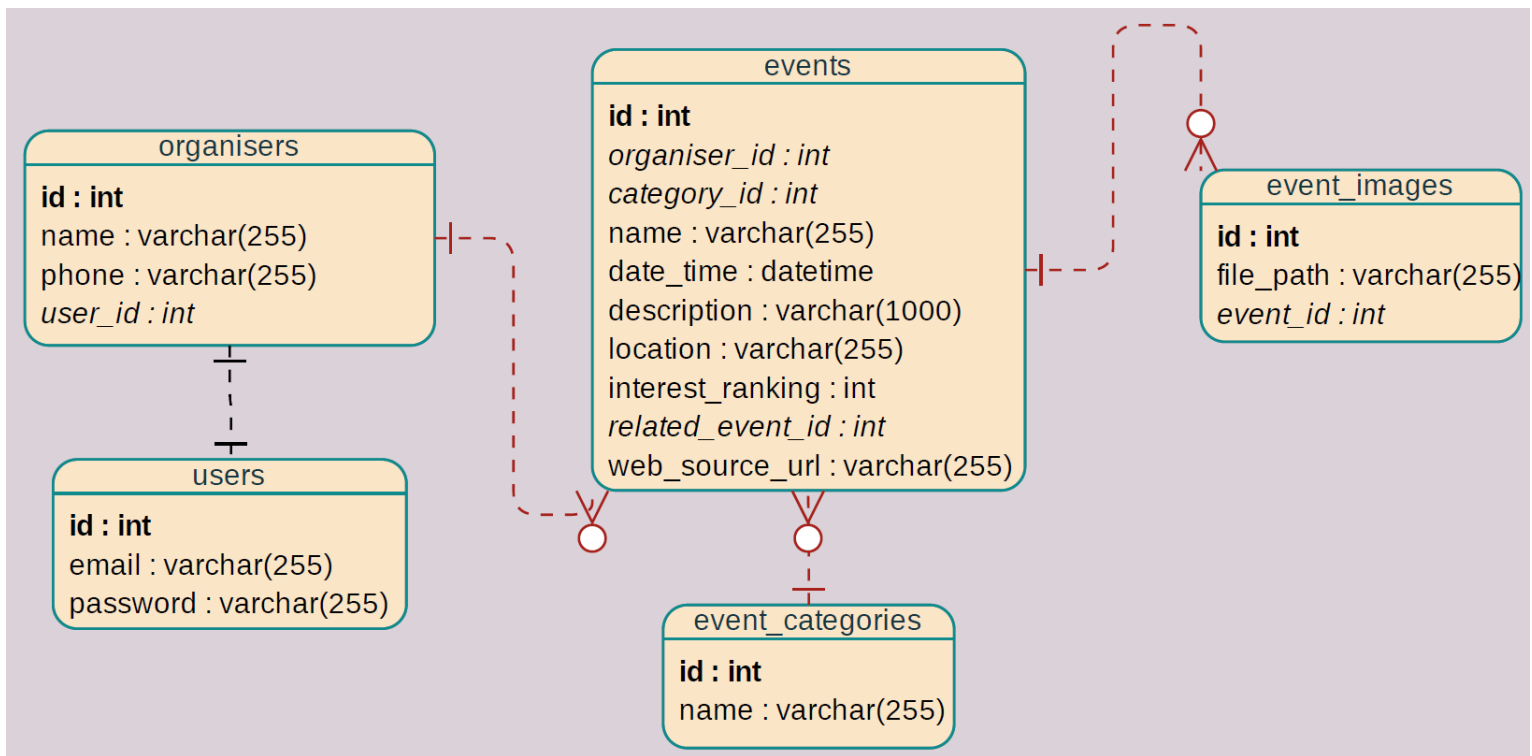 organisers
id : int
name : varchar(255)
phone : varchar(255)
user_id : int
users
id : int
email : varchar(255)
password : varchar(255)
events
id : int
organiser_id : int
category_id : int
name : varchar(255)
date_time : datetime
description : varchar(1000)
location : varchar(255)
interest_ranking : int
related_event_id : int
web_source_url : varchar(255)
event_categories
id : int
name : varchar(255)
event_images
id : int
file_path : varchar(255)
event_id : int